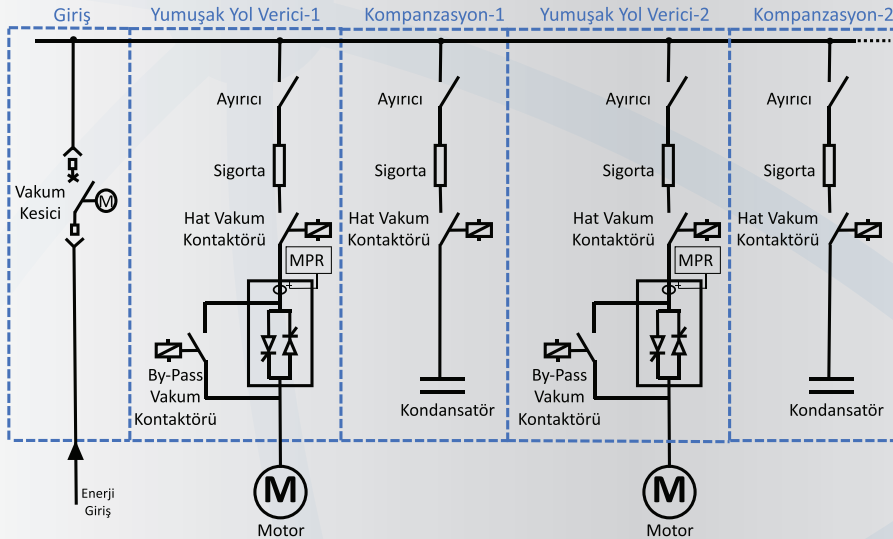 Giriş
Yumuşak Yol Verici-1
Kompanzasyon-1
Yumuşak Yol Verici-2
Kompanzasyon-2
Vakum
Kesici
M
Enerji
Giriş
Ayırıcı
Sigorta
Hat Vakum
Kontaktörü
MPR
By-Pass
Vakum
Kontaktörü
M
Motor
Ayırıcı
Sigorta
Hat Vakum
Kontaktörü
Kondansatör
Ayırıcı
Sigorta
Hat Vakum
Kontaktörü
MPR
By-Pass
Vakum
Kontaktörü
M
Motor
Ayırıcı
Sigorta
Hat Vakum
Kontaktörü
Kondansatör